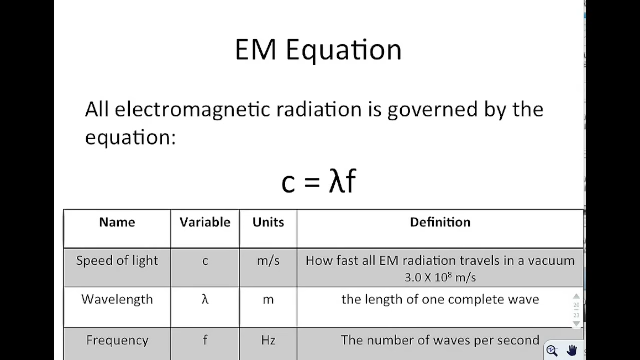 EM Equation
All electromagnetic radiation is governed by the
equation:
c = λf
Name Variable Units Definition
Speed of light c m/s How fast all EM radiation travels in a vacuum
3.0 X 10⁸ m/s
Wavelength λ m the length of one complete wave
Frequency f Hz The number of waves per second